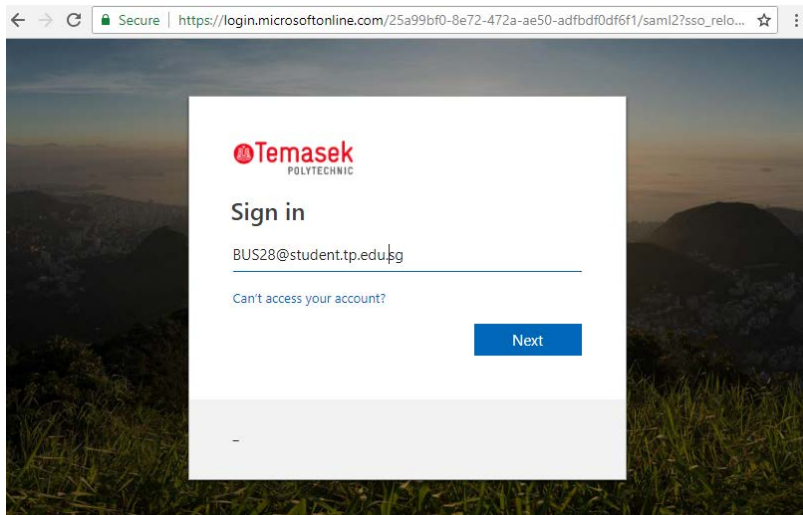 Secure | https://login.microsoftonline.com/25a99bf0-8e72-472a-ae50-adfbdf0df6f1/saml2?sso_relo...
Temasek
POLYTECHNIC
Sign in
BUS28@student.tp.edu.sg
Can't access your account?
Next